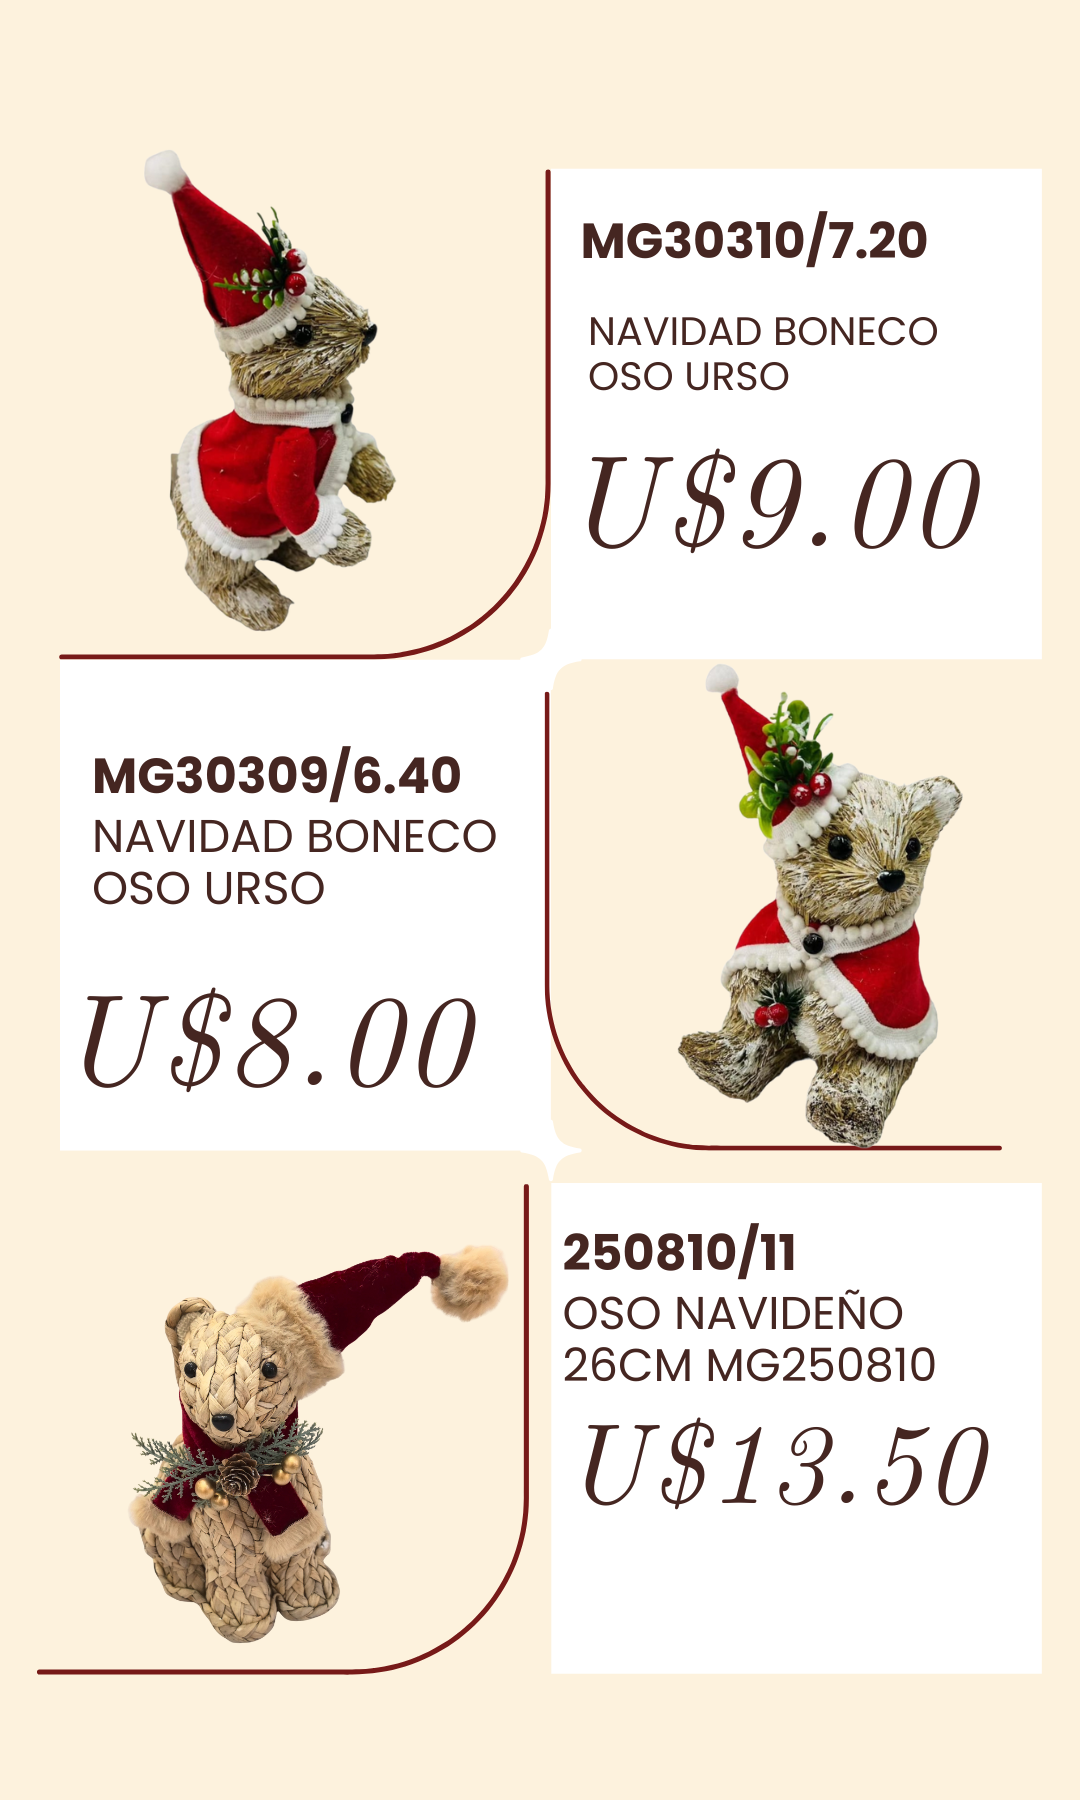 MG30310/7.20
NAVIDAD BONECO
OSO URSO
U$9.00
MG30309/6.40
NAVIDAD BONECO
OSO URSO
U$8.00
250810/11
OSO NAVIDEÑO
26CM MG250810
U$13.50